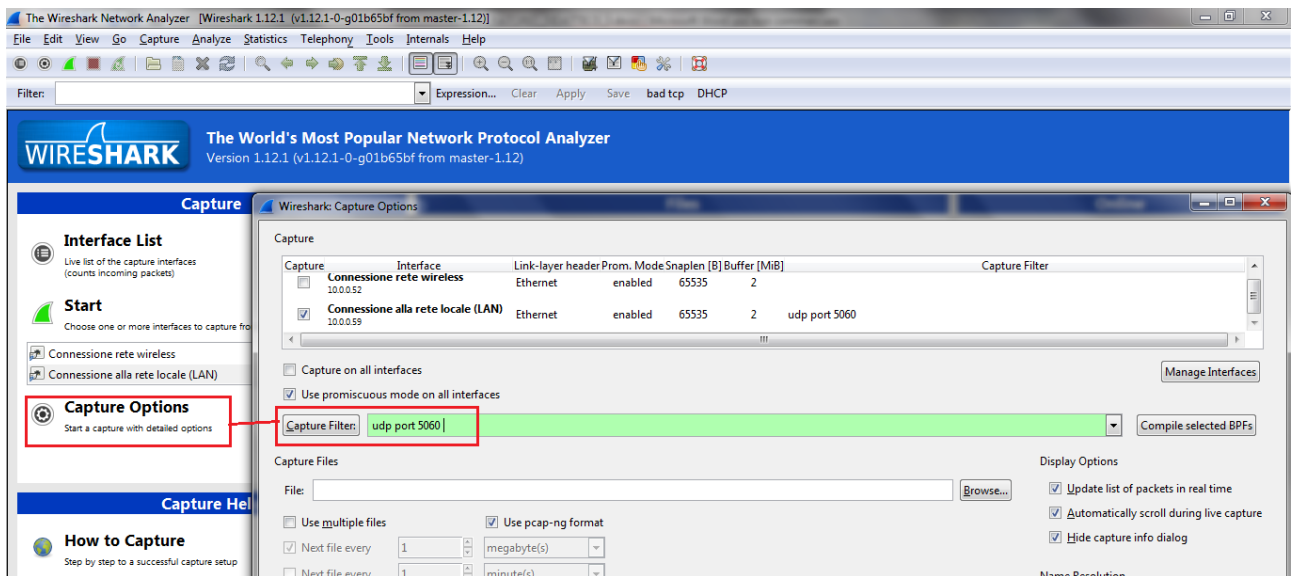 The Wireshark Network Analyzer [Wireshark 1.12.1 (v1.12.1-0-g01b65bf from master-1.12)]
File Edit View Go Capture Analyze Statistics Telephony Tools Internals Help
Filter: Expression... Clear Apply Save bad tcp DHCP
WIRESHARK
The World's Most Popular Network Protocol Analyzer
Version 1.12.1 (v1.12.1-0-g01b65bf from master-1.12)
Capture
Interface List
Live list of the capture interfaces
(counts incoming packets)
Start
Choose one or more interfaces to capture fro
Connessione rete wireless
Connessione alla rete locale (LAN)
Capture Options
Start a capture with detailed options
Capture Hel
How to Capture
Step by step to a successful capture setup
Files
Online
Wireshark: Capture Options
Capture
Capture Interface Link-layer header Prom. Mode Snaplen [B] Buffer [MiB] Capture Filter
Connessione rete wireless
10.0.0.52
Ethernet enabled 65535 2
Connessione alla rete locale (LAN)
10.0.0.59
Ethernet enabled 65535 2 udp port 5060
Capture on all interfaces
Manage Interfaces
Use promiscuous mode on all interfaces
Capture Filter: udp port 5060
Compile selected BPFs
Capture Files
File: Browse...
Use multiple files Use pcap-ng format
Next file every 1 megabyte(s)
Next file every 1 minute(s)
Display Options
Update list of packets in real time
Automatically scroll during live capture
Hide capture info dialog
Name Resolution